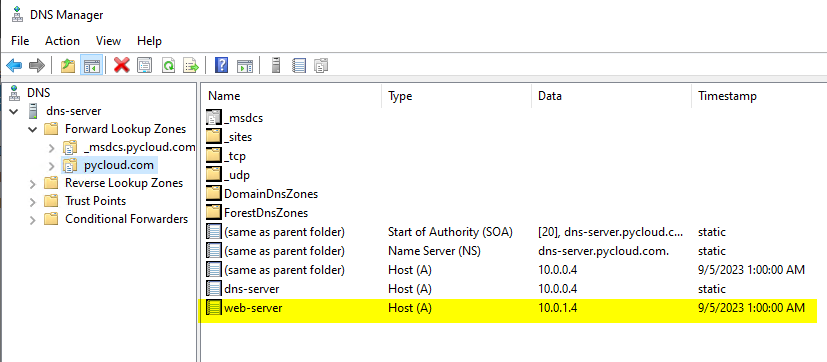 DNS Manager
File Action View Help
DNS
dns-server
Forward Lookup Zones
_msdcs.pycloud.com
pycloud.com
Reverse Lookup Zones
Trust Points
Conditional Forwarders
Name Type Data Timestamp
_msdcs
_sites
_tcp
_udp
DomainDnsZones
ForestDnsZones
(same as parent folder) Start of Authority (SOA) [20], dns-server.pycloud.c... static
(same as parent folder) Name Server (NS) dns-server.pycloud.com. static
(same as parent folder) Host (A) 10.0.0.4 9/5/2023 1:00:00 AM
dns-server Host (A) 10.0.0.4 static
web-server Host (A) 10.0.1.4 9/5/2023 1:00:00 AM